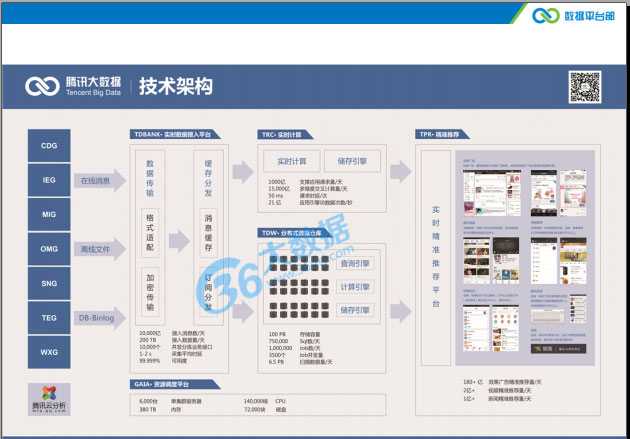 数据平台部
腾讯大数据
Tencent Big Data
技术架构
CDG
IEG
MIG
OMG
SNG
TEG
WXG
腾讯云分析
mta.qq.com
在线消息
离线文件
DB-Binlog
TDBANK• 实时数据接入平台
数据传输
格式适配
加密传输
缓存分发
消息缓存
订阅分发
10,000亿 接入消息数/天
200 TB 接入数据量/天
10,000个 并发分拣业务接口
1-2 s 采集平均时延
99.999% 可用度
TRC• 实时计算
实时计算
储存引擎
1000亿 支撑应用请求量/天
15,000亿 多维度交叉计算量/天
50 ms 请求时延/次
21 亿 应用引擎访数据次数/秒
TDW• 分布式数据仓库
查询引擎
计算引擎
储存引擎
100 PB 存储容量
750,000 Sql数/天
1,000,000 Job数/天
3500个 Job并发量
6.5 PB 扫描数据量/天
TPR• 精准推荐
实时精准推荐平台
180+ 亿 效果广告精准推荐量/天
2亿+ 视频精准推荐量/天
1亿+ 新闻精准推荐量/天
GAIA• 资源调度平台
6,000台 单集群服务器
140,000核 CPU
380 TB 内存
72,000块 磁盘
36大数据